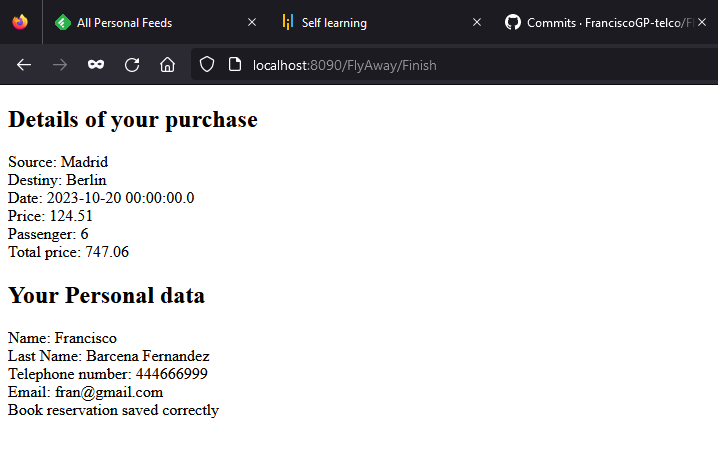 All Personal Feeds
Self learning
Commits · FranciscoGP-telco/Fl
localhost:8090/FlyAway/Finish
Details of your purchase
Source: Madrid
Destiny: Berlin
Date: 2023-10-20 00:00:00.0
Price: 124.51
Passenger: 6
Total price: 747.06
Your Personal data
Name: Francisco
Last Name: Barcena Fernandez
Telephone number: 444666999
Email: fran@gmail.com
Book reservation saved correctly